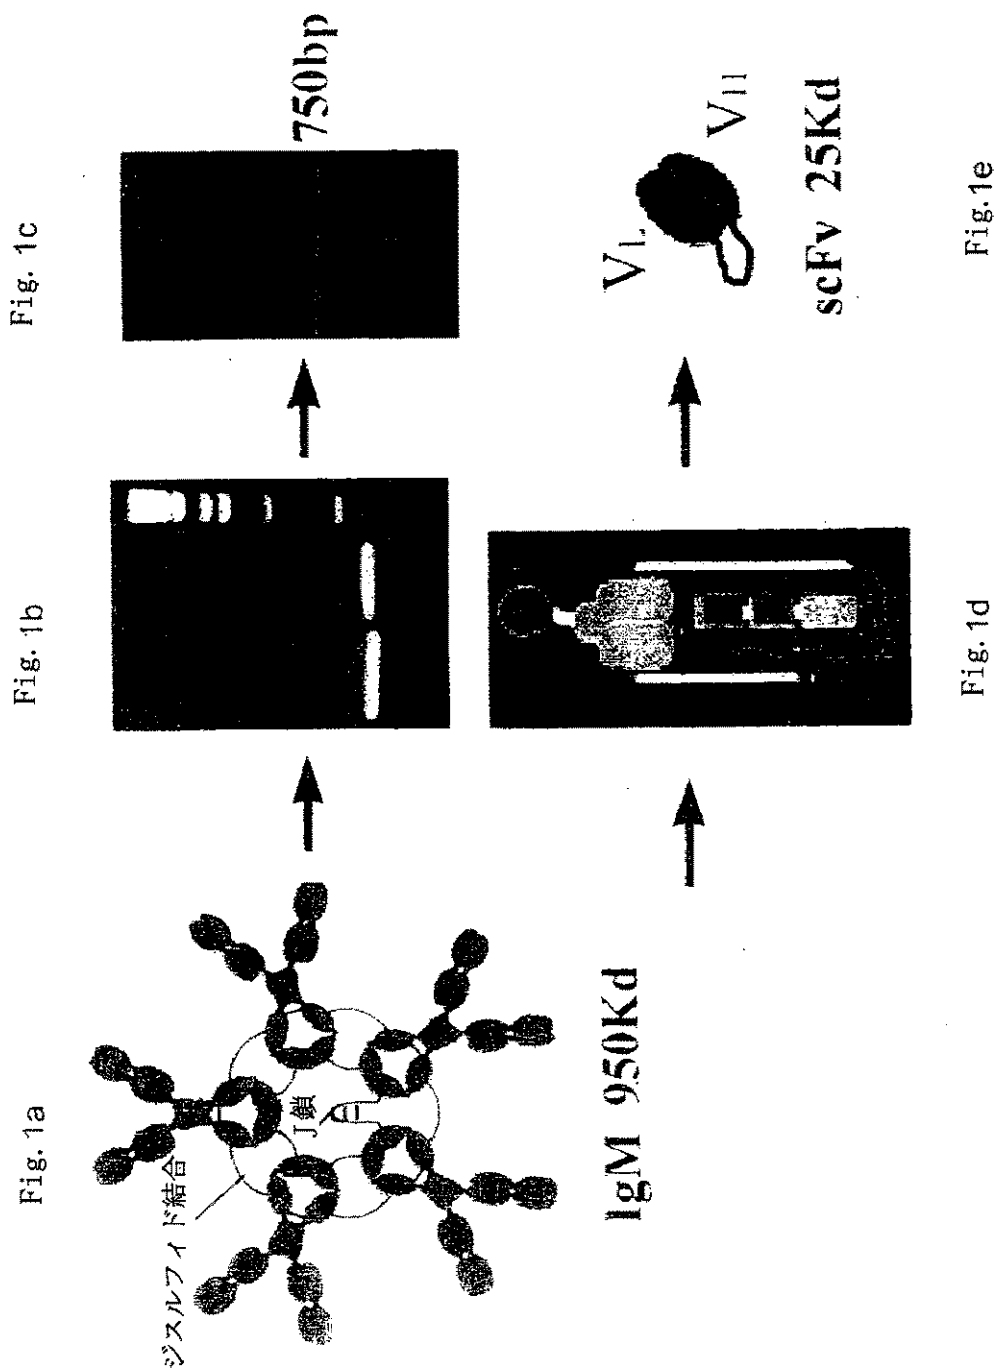 Fig. 1a
ジスルフィド結合
J鎖
IgM 950Kd
Fig. 1b
Fig. 1c
750bp
Fig. 1d
VL
VH
scFv 25Kd
Fig.1e